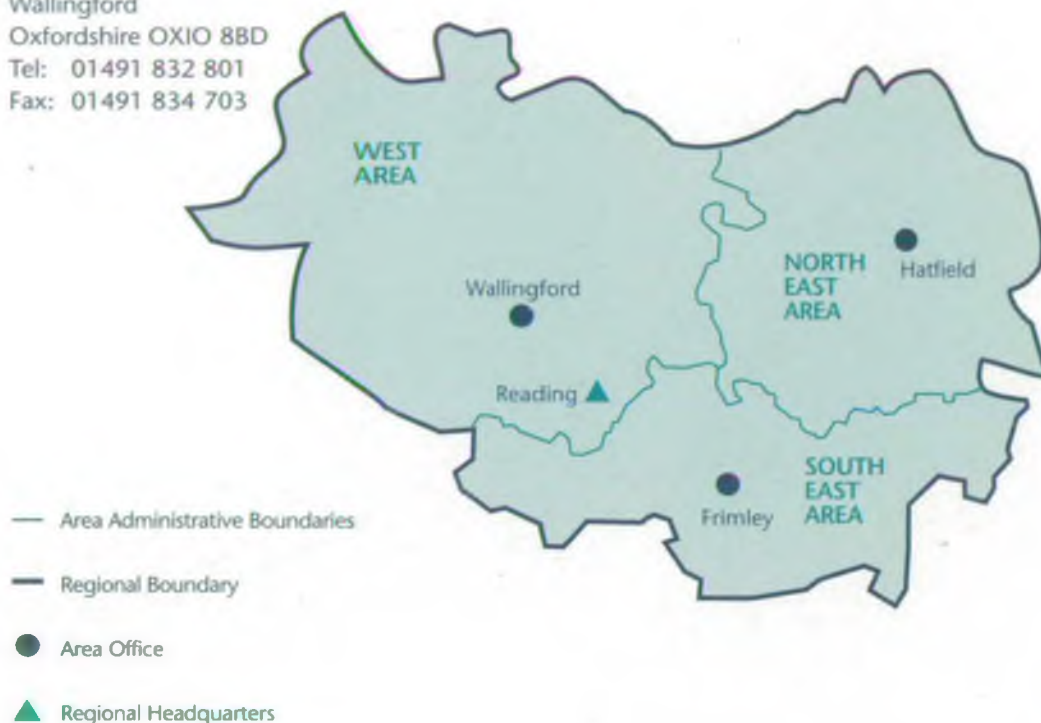 Wallingford
Oxfordshire OXIO 8BD
Tel: 01491 832 801
Fax: 01491 834 703
WEST
AREA
NORTH
EAST
AREA
Hatfield
Wallingford
Reading
SOUTH
EAST
AREA
Frimley
Area Administrative Boundaries
Regional Boundary
Area Office
Regional Headquarters